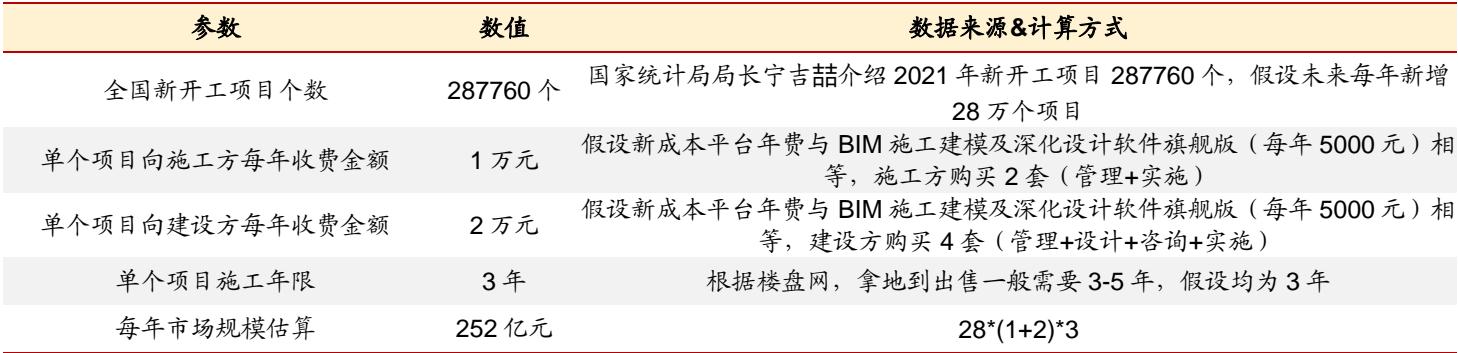 参数 数值 数据来源&计算方式
全国新开工项目个数 287760 个 国家统计局局长宁吉喆介绍 2021 年新开工项目 287760 个，假设未来每年新增
28 万个项目
单个项目向施工方每年收费金额 1 万元 假设新成本平台年费与 BIM 施工建模及深化设计软件旗舰版（每年 5000 元）相
等，施工方购买 2 套（管理+实施）
单个项目向建设方每年收费金额 2 万元 假设新成本平台年费与 BIM 施工建模及深化设计软件旗舰版（每年 5000 元）相
等，建设方购买 4 套（管理+设计+咨询+实施）
单个项目施工年限 3 年 根据楼盘网，拿地到出售一般需要 3-5 年，假设均为 3 年
每年市场规模估算 252 亿元 28*(1+2)*3